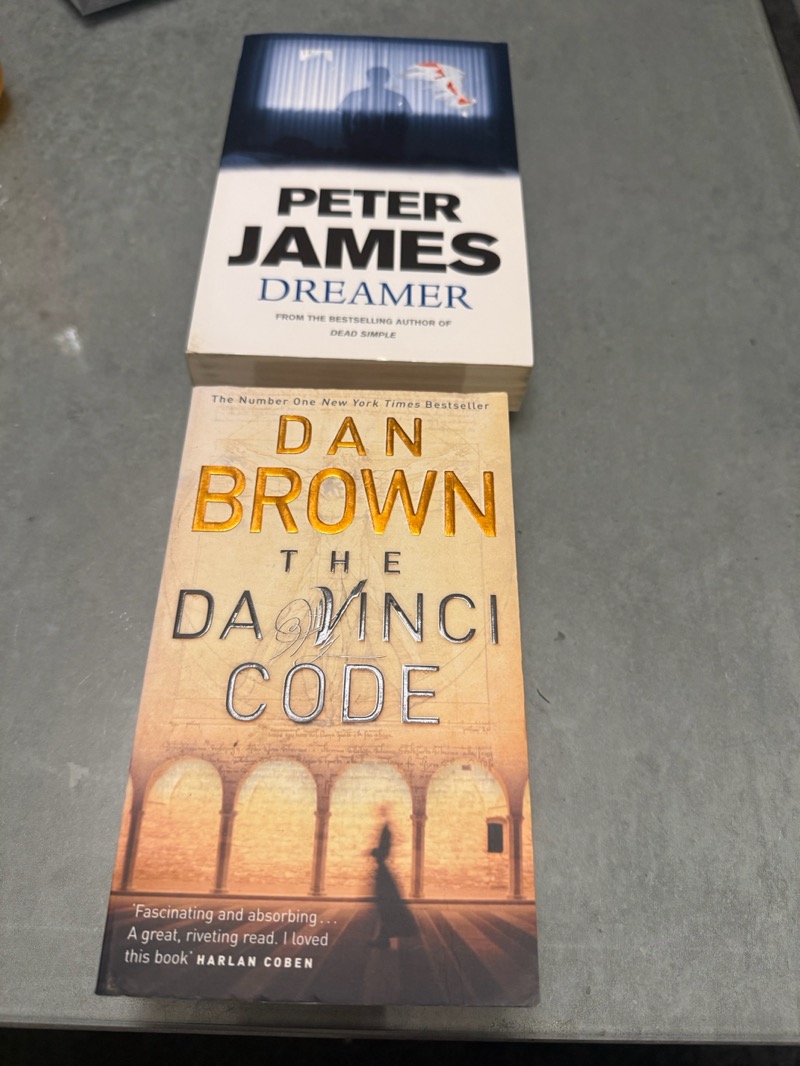 PETER
JAMES
DREAMER
FROM THE BESTSELLING AUTHOR OF
DEAD SIMPLE
The Number One New York Times Bestseller
DAN
BROWN
THE
DA VINCI
CODE
'Fascinating and absorbing...
A great, riveting read. I loved
this book' HARLAN COBEN